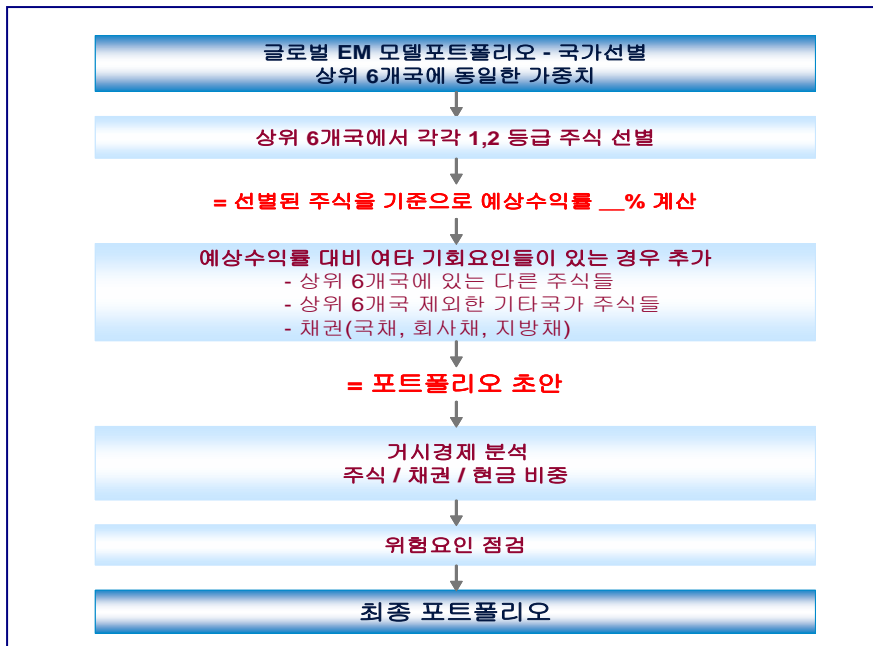 글로벌 EM 모델포트폴리오 - 국가선별
상위 6개국에 동일한 가중치
상위 6개국에서 각각 1,2 등급 주식 선별
= 선별된 주식을 기준으로 예상수익률 __% 계산
예상수익률 대비 여타 기회요인들이 있는 경우 추가
- 상위 6개국에 있는 다른 주식들
- 상위 6개국 제외한 기타국가 주식들
- 채권(국채, 회사채, 지방채)
= 포트폴리오 초안
거시경제 분석
주식 / 채권 / 현금 비중
위험요인 점검
최종 포트폴리오